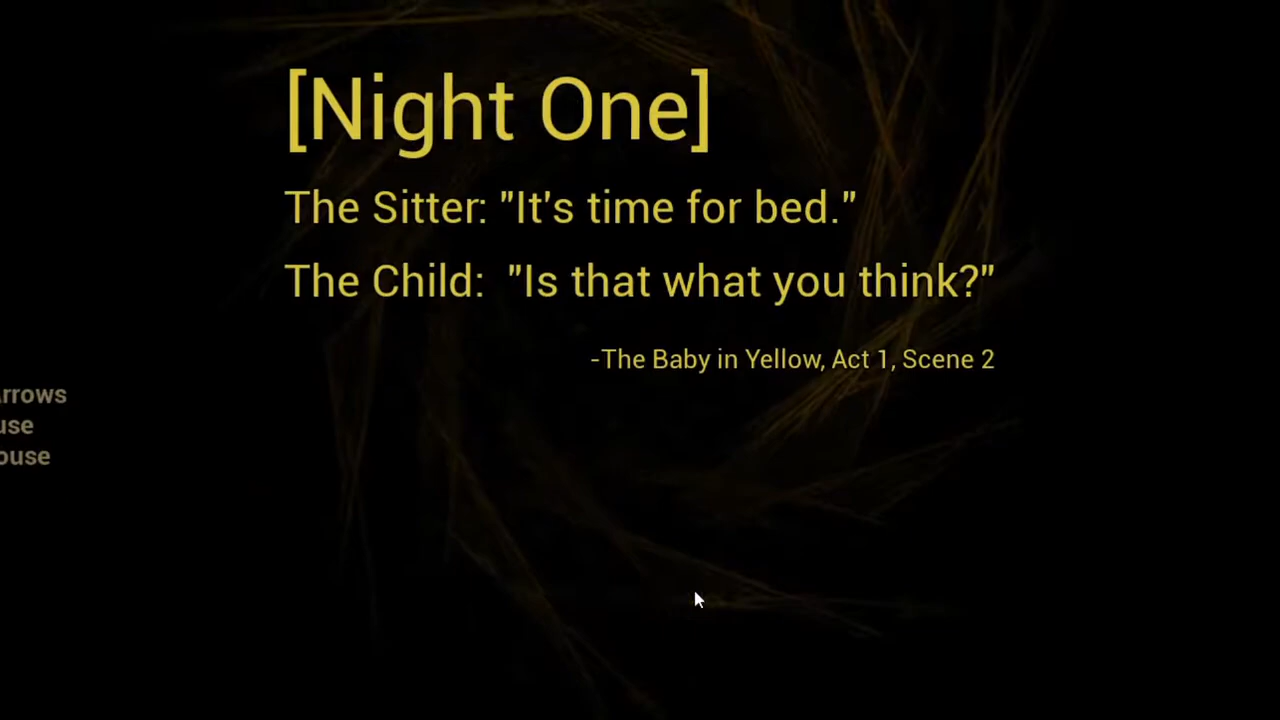 [Night One]
The Sitter: "It's time for bed."
The Child:  "Is that what you think?"
-The Baby in Yellow, Act 1, Scene 2